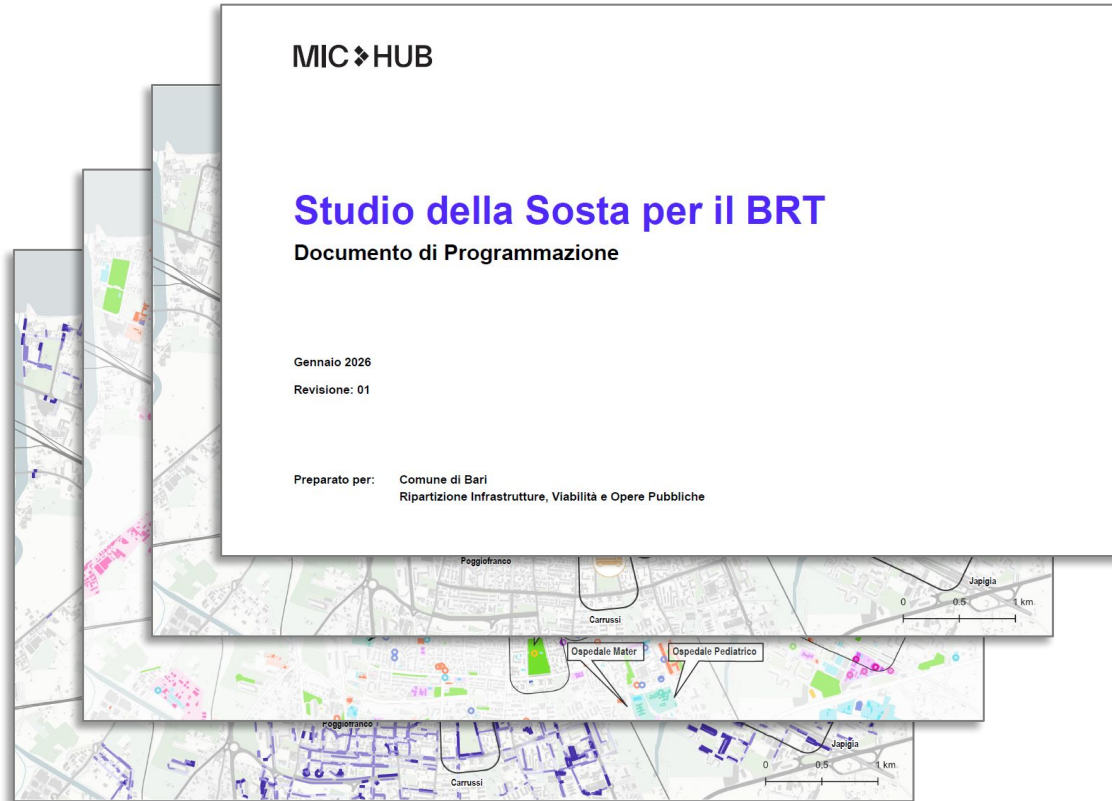 MIC HUB
Studio della Sosta per il BRT
Documento di Programmazione
Gennaio 2026
Revisione: 01
Preparato per: Comune di Bari
Ripartizione Infrastrutture, Viabilità e Opere Pubbliche
Poggiofranco
Japigia
0 0.5 1 km
Carrussi
Ospedale Mater
Ospedale Pediatrico
Poggiofranco
Japigia
0 0.5 1 km
Carrussi